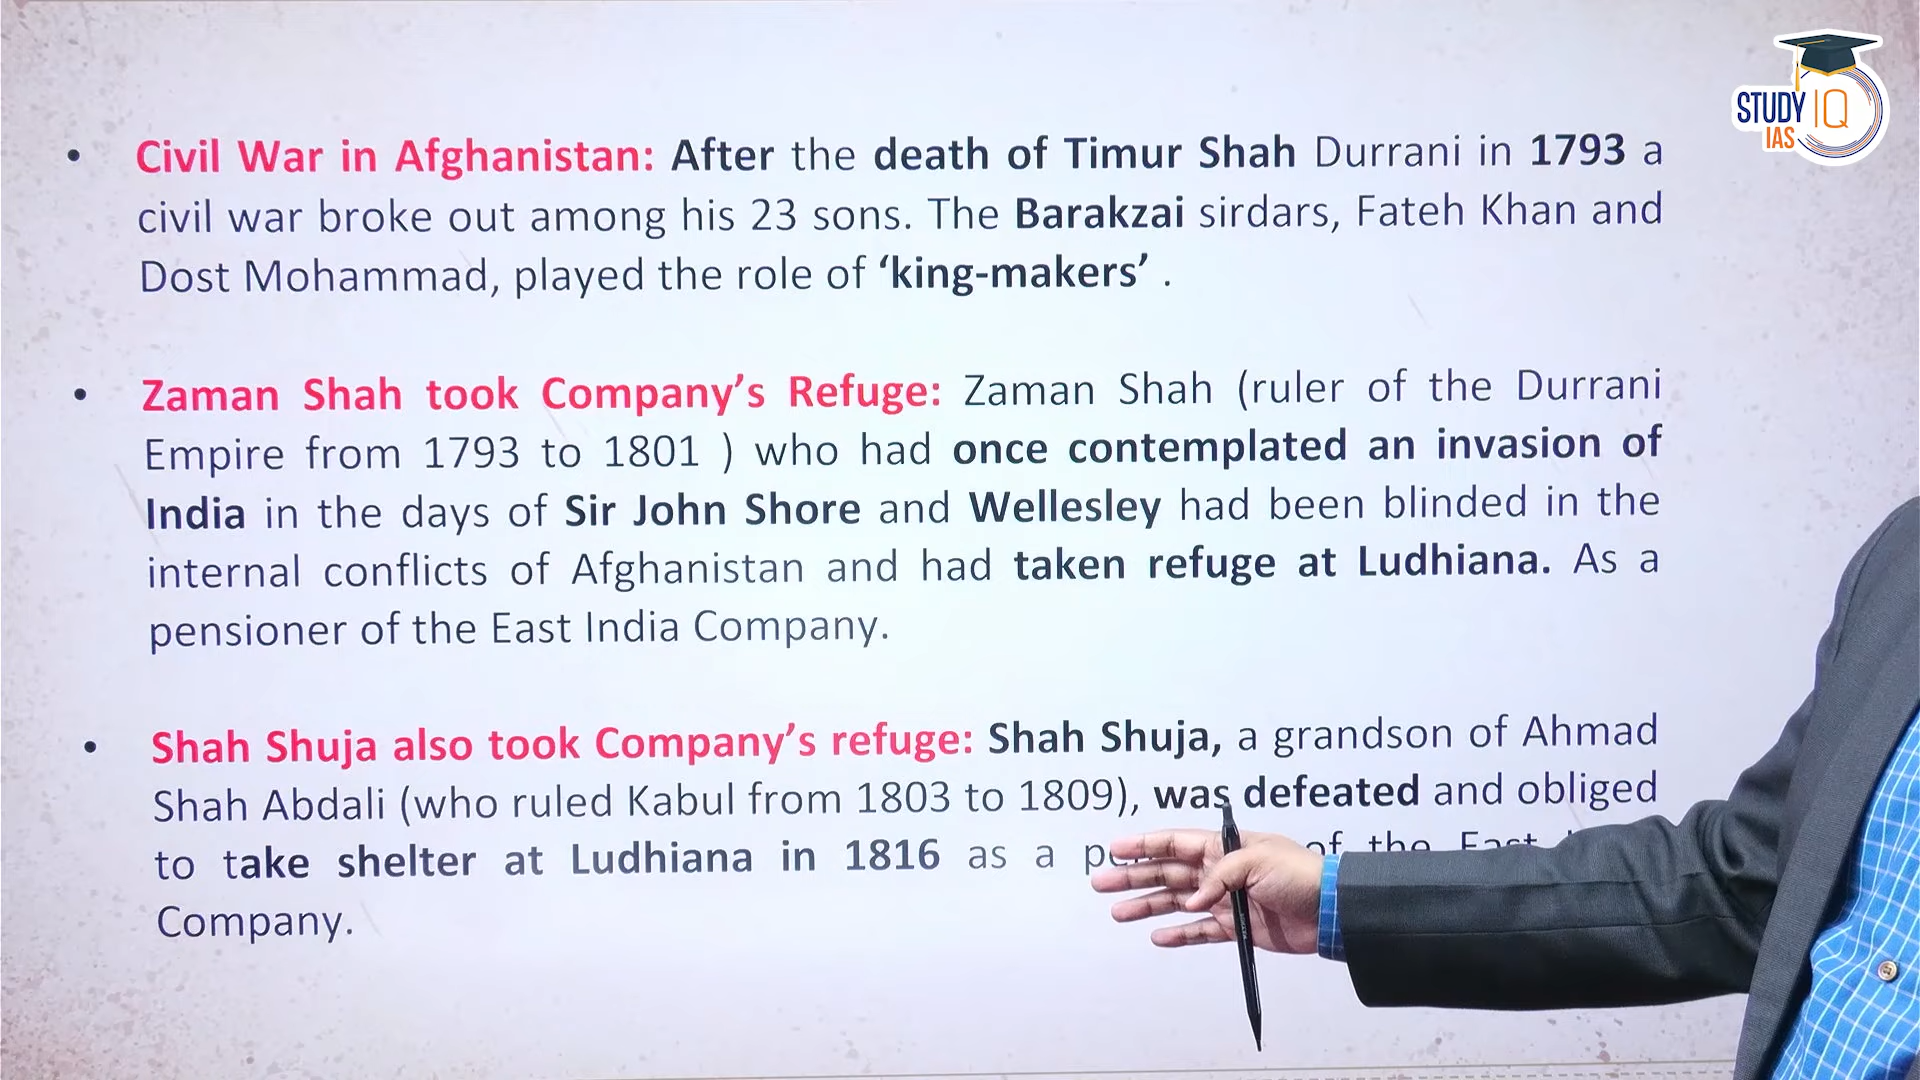 STUDY IQ
IAS
• Civil War in Afghanistan: After the death of Timur Shah Durrani in 1793 a
civil war broke out among his 23 sons. The Barakzai sirdars, Fateh Khan and
Dost Mohammad, played the role of ‘king-makers’ .
• Zaman Shah took Company’s Refuge: Zaman Shah (ruler of the Durrani
Empire from 1793 to 1801 ) who had once contemplated an invasion of
India in the days of Sir John Shore and Wellesley had been blinded in the
internal conflicts of Afghanistan and had taken refuge at Ludhiana. As a
pensioner of the East India Company.
• Shah Shuja also took Company’s refuge: Shah Shuja, a grandson of Ahmad
Shah Abdali (who ruled Kabul from 1803 to 1809), was defeated and obliged
to take shelter at Ludhiana in 1816 as a of the East
Company.